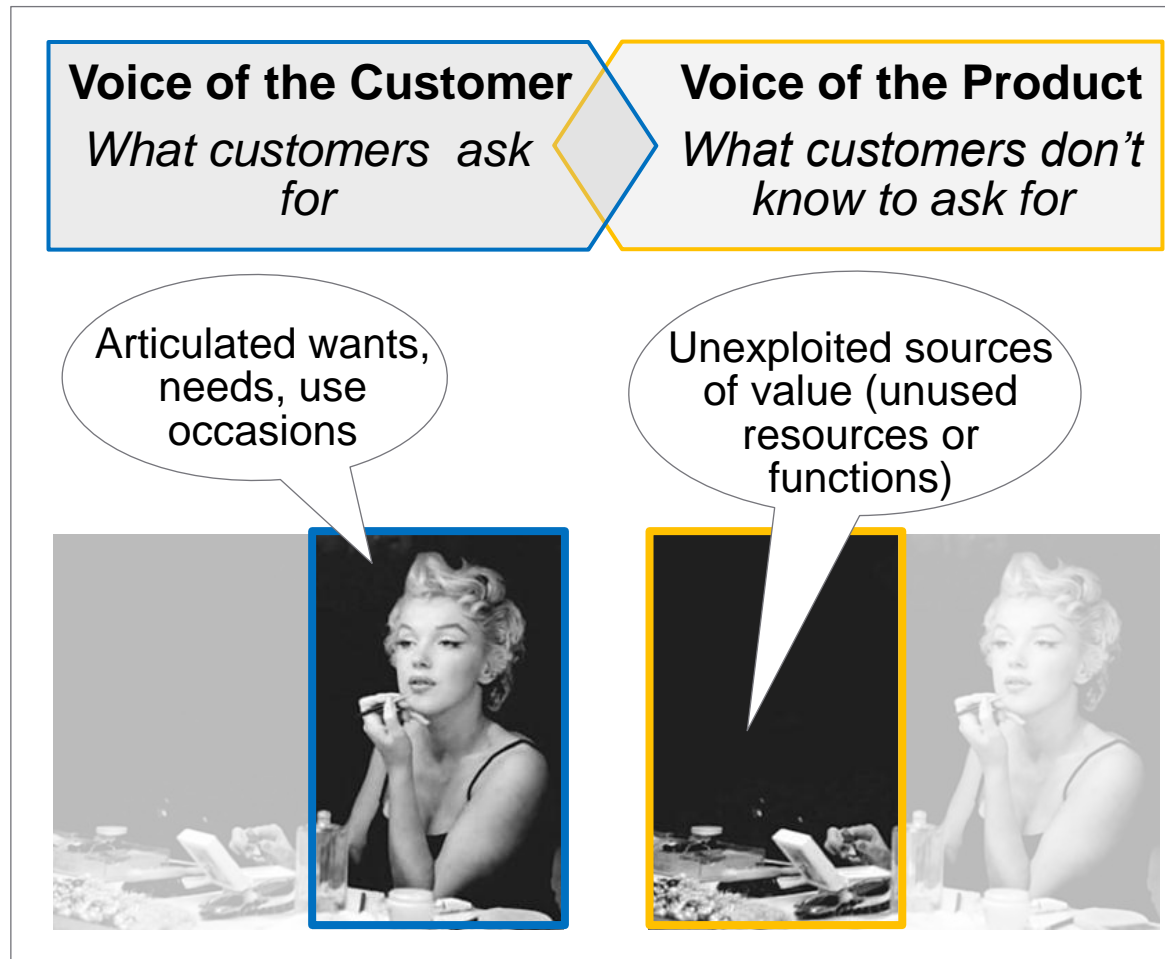 Voice of the Customer
What customers ask
for
Voice of the Product
What customers don’t
know to ask for
Articulated wants,
needs, use
occasions
Unexploited sources
of value (unused
resources or
functions)